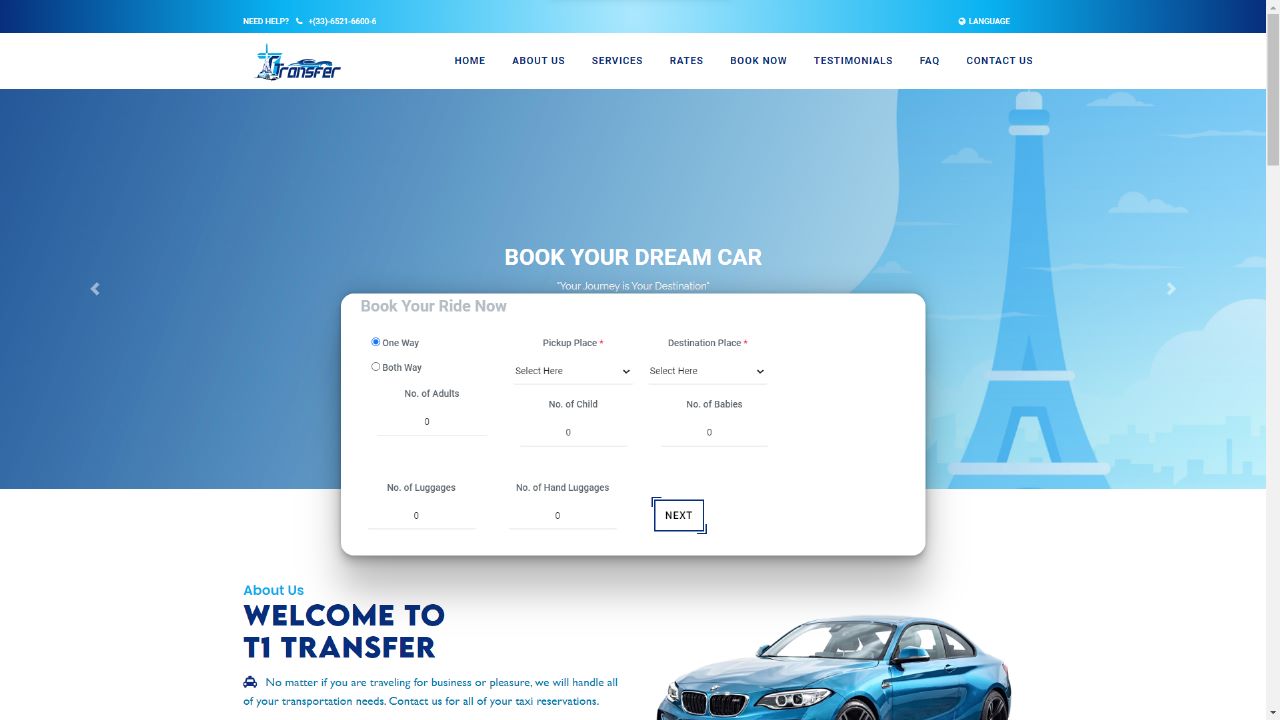 NEED HELP? +(33)-6521-6600-6
LANGUAGE
Transfer
HOME ABOUT US SERVICES RATES BOOK NOW TESTIMONIALS FAQ CONTACT US
BOOK YOUR DREAM CAR
"Your Journey is Your Destination"
Book Your Ride Now
One Way
Both Way
Pickup Place *
Select Here
Destination Place *
Select Here
No. of Adults
0
No. of Child
0
No. of Babies
0
No. of Luggages
0
No. of Hand Luggages
0
NEXT
About Us
WELCOME TO
T1 TRANSFER
No matter if you are traveling for business or pleasure, we will handle all
of your transportation needs. Contact us for all of your taxi reservations.